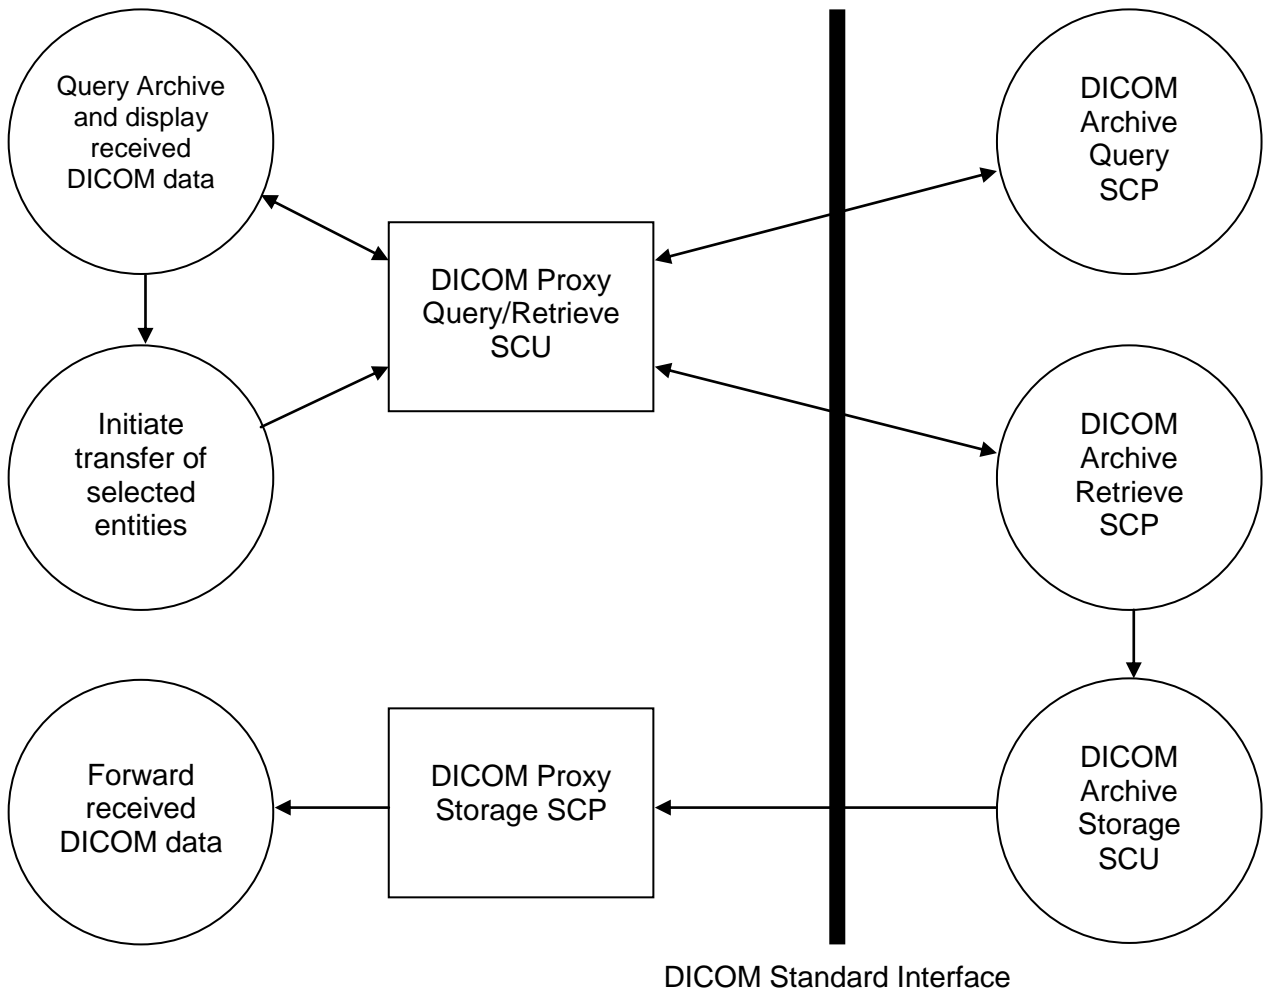 Query Archive
and display
received
DICOM data
DICOM
Archive
Query
SCP
DICOM Proxy
Query/Retrieve
SCU
Initiate
transfer of
selected
entities
DICOM
Archive
Retrieve
SCP
Forward
received
DICOM data
DICOM Proxy
Storage SCP
DICOM
Archive
Storage
SCU
DICOM Standard Interface